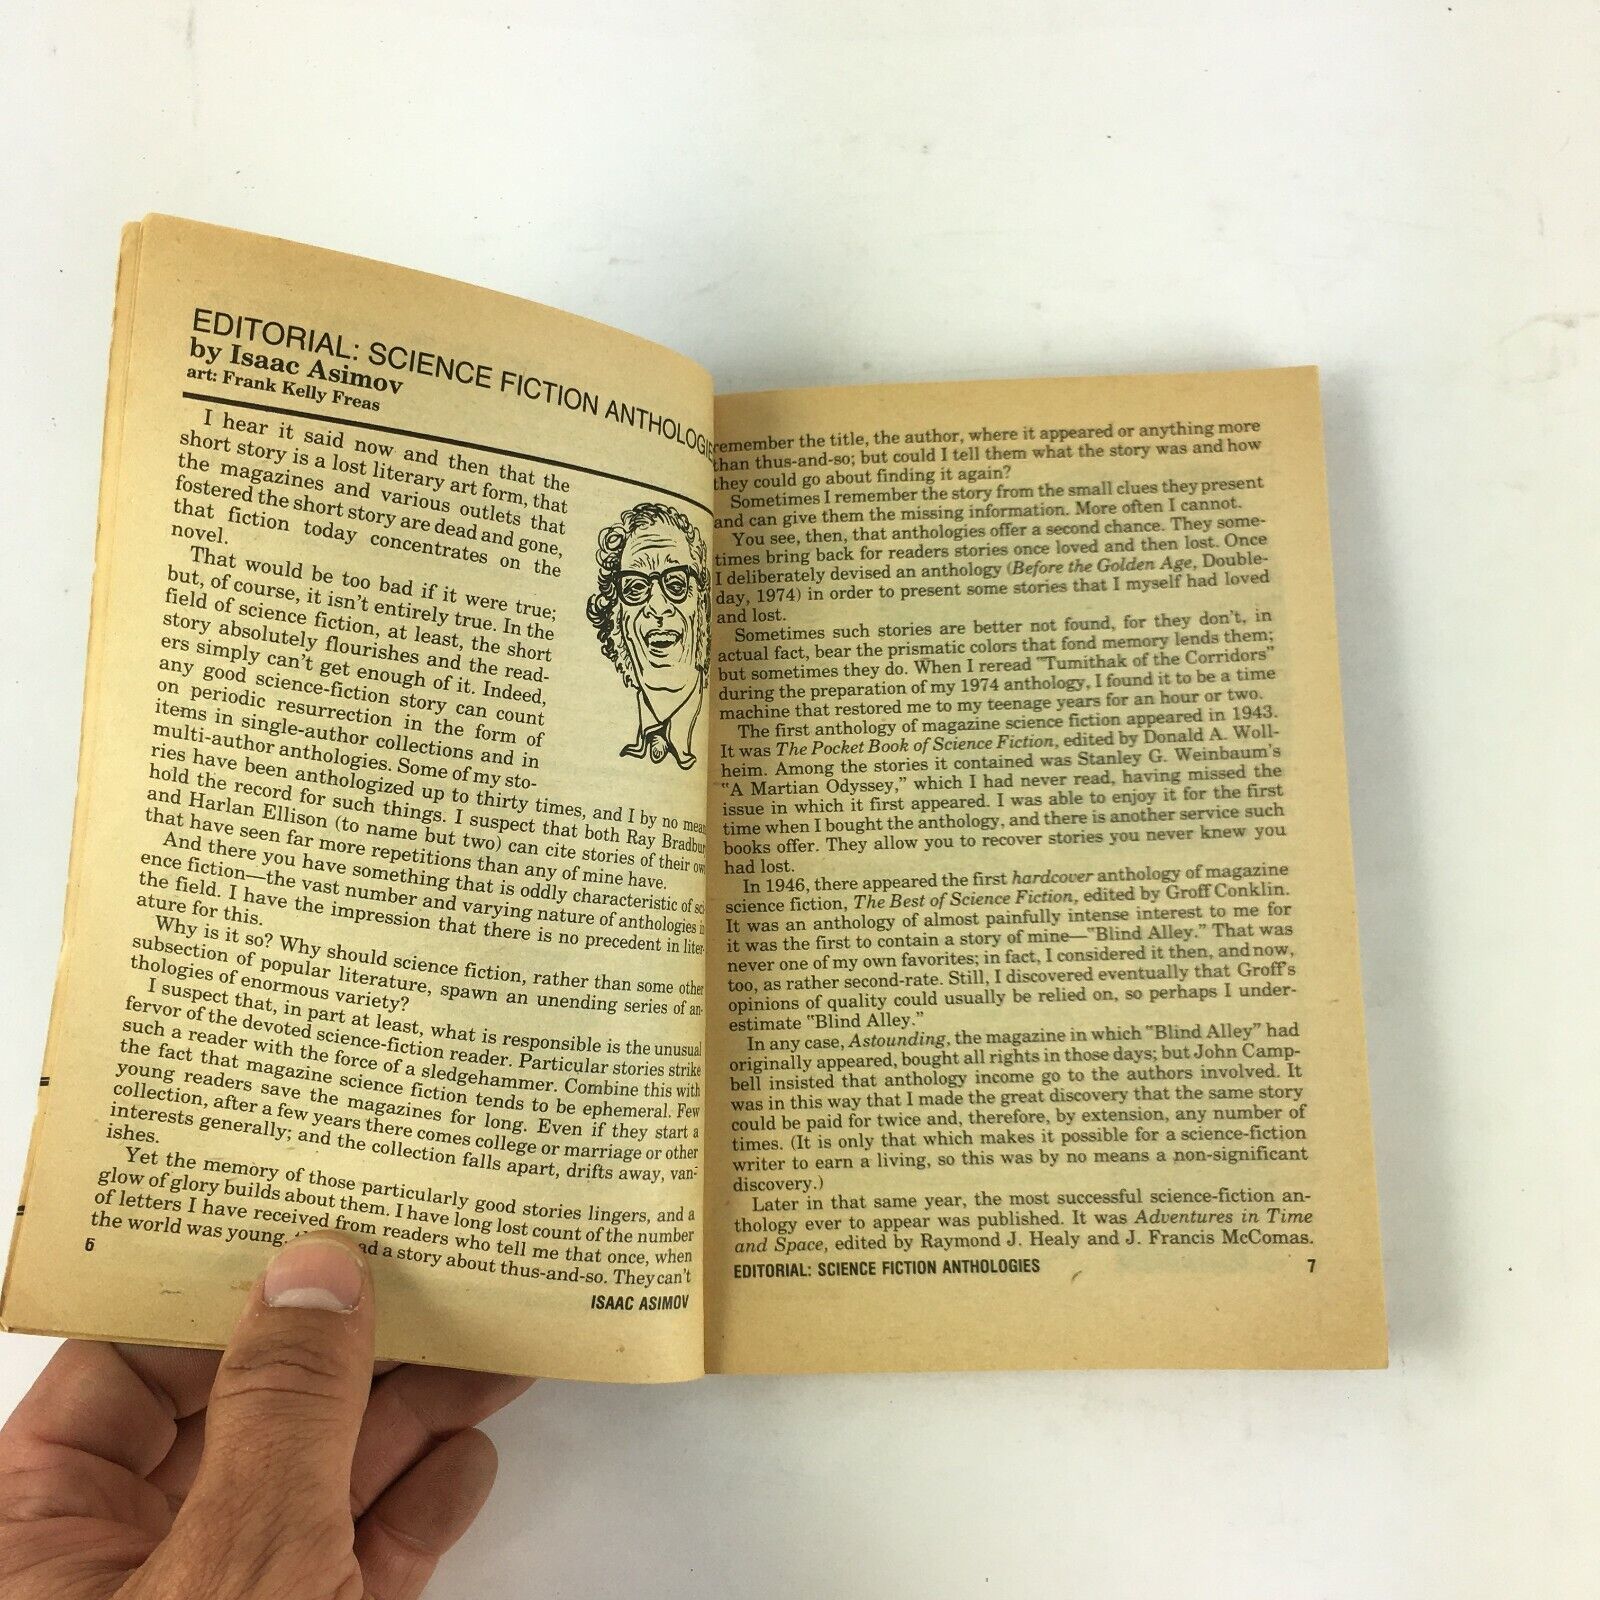 EDITORIAL: SCIENCE FICTION ANTHOLOGIE
by Isaac Asimov
art: Frank Kelly Freas
I hear it said now and then that the
short story is a lost literary art form, that
the magazines and various outlets that
fostered the short story are dead and gone,
that fiction today concentrates on the
novel.
That would be too bad if it were true;
but, of course, it isn't entirely true. In the
field of science fiction, at least, the short
story absolutely flourishes and the read-
ers simply can't get enough of it. Indeed,
any good science-fiction story can count
on periodic resurrection in the form of
items in single-author collections and in
multi-author anthologies. Some of my sto-
ries have been anthologized up to thirty times, and I by no mea
hold the record for such things. I suspect that both Ray Bradbur
and Harlan Ellison (to name but two) can cite stories of their ow
that have seen far more repetitions than any of mine have.
And there you have something that is oddly characteristic of sci
ence fiction—the vast number and varying nature of anthologies i
the field. I have the impression that there is no precedent in liter-
ature for this.
Why is it so? Why should science fiction, rather than some other
subsection of popular literature, spawn an unending series of an-
thologies of enormous variety?
I suspect that, in part at least, what is responsible is the unusual
fervor of the devoted science-fiction reader. Particular stories strike
such a reader with the force of a sledgehammer. Combine this with
the fact that magazine science fiction tends to be ephemeral. Few
young readers save the magazines for long. Even if they start a
collection, after a few years there comes college or marriage or other
interests generally; and the collection falls apart, drifts away, van-
ishes.
Yet the memory of those particularly good stories lingers, and a
glow of glory builds about them. I have long lost count of the number
of letters I have received from readers who tell me that once, when
the world was young, ad a story about thus-and-so. They can't
6
ISAAC ASIMOV
remember the title, the author, where it appeared or anything more
than thus-and-so; but could I tell them what the story was and how
they could go about finding it again?
Sometimes I remember the story from the small clues they present
and can give them the missing information. More often I cannot.
You see, then, that anthologies offer a second chance. They some-
times bring back for readers stories once loved and then lost. Once
I deliberately devised an anthology (Before the Golden Age, Double-
day, 1974) in order to present some stories that I myself had loved
and lost.
Sometimes such stories are better not found, for they don't, in
actual fact, bear the prismatic colors that fond memory lends them;
but sometimes they do. When I reread "Tumithak of the Corridors"
during the preparation of my 1974 anthology, I found it to be a time
machine that restored me to my teenage years for an hour or two.
The first anthology of magazine science fiction appeared in 1943.
It was The Pocket Book of Science Fiction, edited by Donald A. Woll-
heim. Among the stories it contained was Stanley G. Weinbaum's
"A Martian Odyssey," which I had never read, having missed the
issue in which it first appeared. I was able to enjoy it for the first
time when I bought the anthology, and there is another service such
books offer. They allow you to recover stories you never knew you
had lost.
In 1946, there appeared the first hardcover anthology of magazine
science fiction, The Best of Science Fiction, edited by Groff Conklin.
It was an anthology of almost painfully intense interest to me for
it was the first to contain a story of mine—"Blind Alley." That was
never one of my own favorites; in fact, I considered it then, and now,
too, as rather second-rate. Still, I discovered eventually that Groff's
opinions of quality could usually be relied on, so perhaps I under-
estimate "Blind Alley."
In any case, Astounding, the magazine in which "Blind Alley" had
originally appeared, bought all rights in those days; but John Camp-
bell insisted that anthology income go to the authors involved. It
was in this way that I made the great discovery that the same story
could be paid for twice and, therefore, by extension, any number of
times. (It is only that which makes it possible for a science-fiction
writer to earn a living, so this was by no means a non-significant
discovery.)
Later in that same year, the most successful science-fiction an-
thology ever to appear was published. It was Adventures in Time
and Space, edited by Raymond J. Healy and J. Francis McComas.
EDITORIAL: SCIENCE FICTION ANTHOLOGIES
7